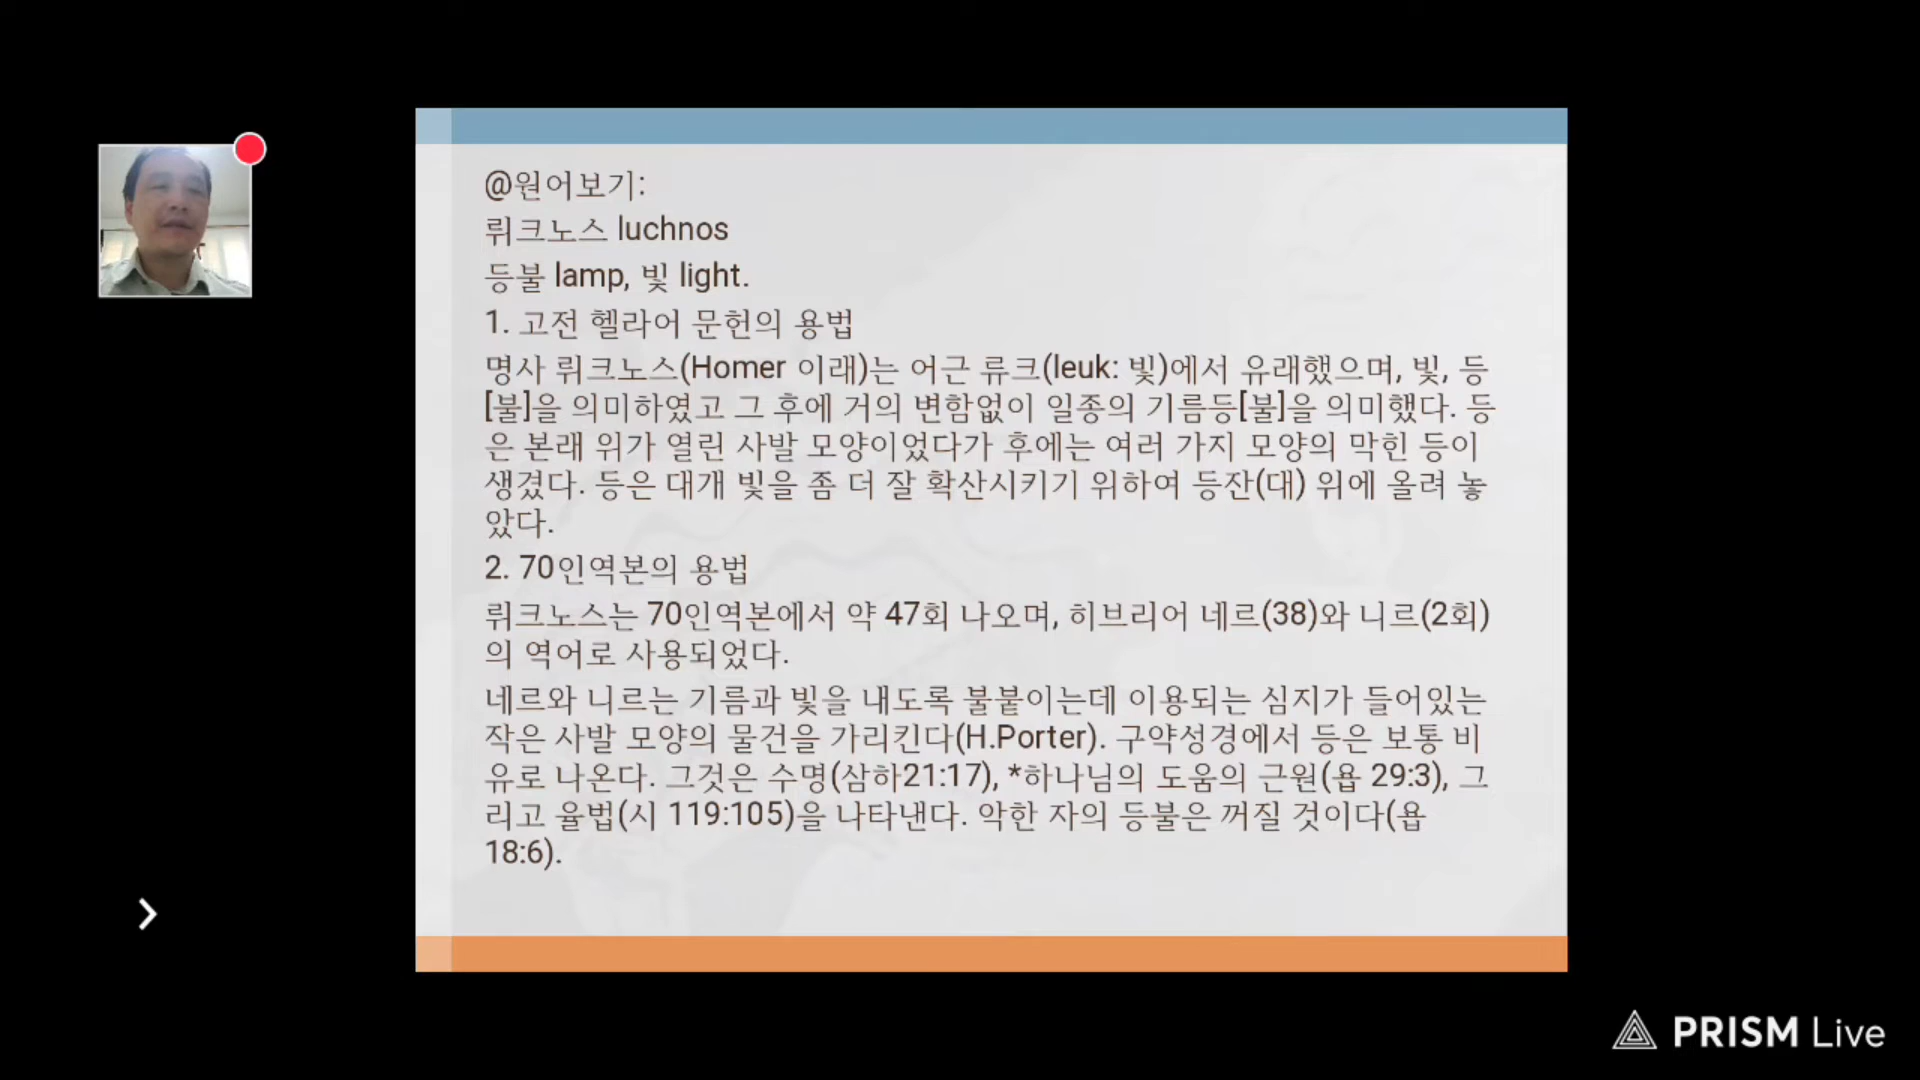 @원어보기:
뤼크노스 luchnos
등불 lamp, 빛 light.
1. 고전 헬라어 문헌의 용법
명사 뤼크노스(Homer 이래)는 어근 류크(leuk: 빛)에서 유래했으며, 빛, 등
[불]을 의미하였고 그 후에 거의 변함없이 일종의 기름등[불]을 의미했다. 등
은 본래 위가 열린 사발 모양이었다가 후에는 여러 가지 모양의 막힌 등이
생겼다. 등은 대개 빛을 좀 더 잘 확산시키기 위하여 등잔(대) 위에 올려 놓
았다.
2. 70인역본의 용법
뤼크노스는 70인역본에서 약 47회 나오며, 히브리어 네르(38)와 니르(2회)
의 역어로 사용되었다.
네르와 니르는 기름과 빛을 내도록 불붙이는데 이용되는 심지가 들어있는
작은 사발 모양의 물건을 가리킨다(H.Porter). 구약성경에서 등은 보통 비
유로 나온다. 그것은 수명(삼하21:17), *하나님의 도움의 근원(욥 29:3), 그
리고 율법(시 119:105)을 나타낸다. 악한 자의 등불은 꺼질 것이다(욥
18:6).
PRISM Live